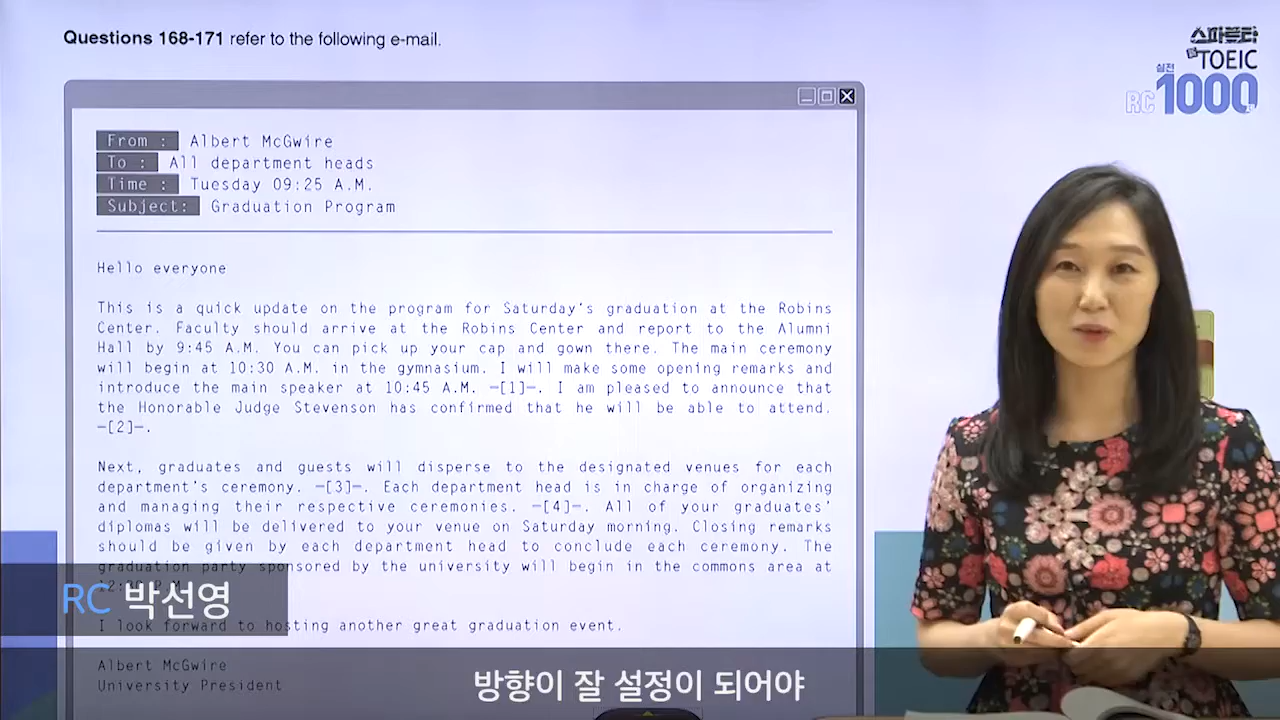 Questions 168-171 refer to the following e-mail.
스파르타
TOEIC
실전
RC 1000
From : Albert McGwire
To : All department heads
Time : Tuesday 09:25 A.M.
Subject: Graduation Program
Hello everyone
This is a quick update on the program for Saturday's graduation at the Robins
Center. Faculty should arrive at the Robins Center and report to the Alumni
Hall by 9:45 A.M. You can pick up your cap and gown there. The main ceremony
will begin at 10:30 A.M. in the gymnasium. I will make some opening remarks and
introduce the main speaker at 10:45 A.M. —[1]—. I am pleased to announce that
the Honorable Judge Stevenson has confirmed that he will be able to attend.
—[2]—.
Next, graduates and guests will disperse to the designated venues for each
department's ceremony. —[3]—. Each department head is in charge of organizing
and managing their respective ceremonies. —[4]—. All of your graduates'
diplomas will be delivered to your venue on Saturday morning. Closing remarks
should be given by each department head to conclude each ceremony. The
graduation party sponsored by the university will begin in the commons area at
RC 박선영
I look forward to hosting another great graduation event.
Albert McGwire
University President
방향이 잘 설정이 되어야